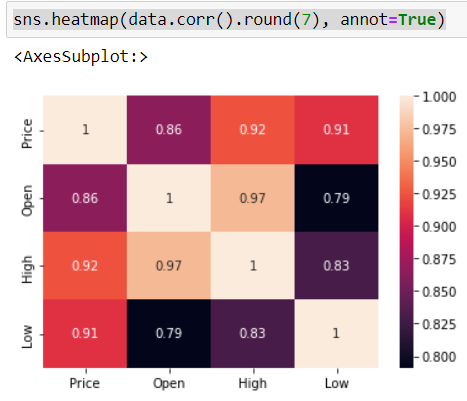 sns.heatmap(data.corr().round(7), annot=True)
<AxesSubplot:>
Price 1 0.86 0.92 0.91
Open 0.86 1 0.97 0.79
High 0.92 0.97 1 0.83
Low 0.91 0.79 0.83 1
Price Open High Low
1.000
0.975
0.950
0.925
0.900
0.875
0.850
0.825
0.800